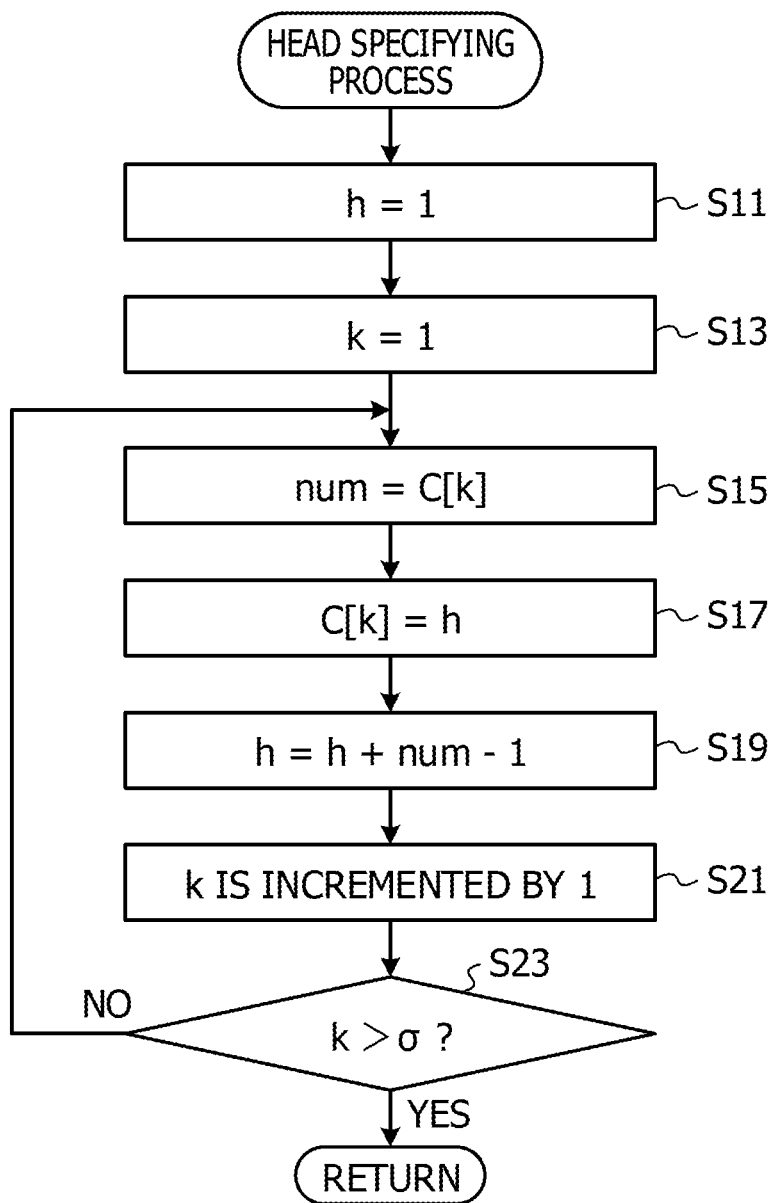 HEAD SPECIFYING
PROCESS
h = 1
S11
k = 1
S13
num = C[k]
S15
C[k] = h
S17
h = h + num - 1
S19
k IS INCREMENTED BY 1
S21
S23
NO
k > σ ?
YES
RETURN